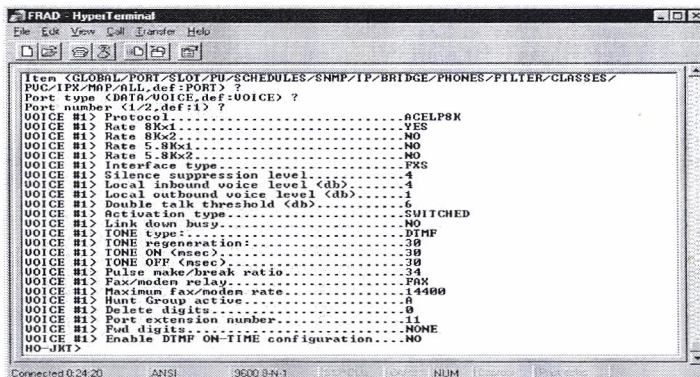 FRAD - HyperTerminal
File Edit View Call Transfer Help
Item (GLOBAL/PORT/SLOT/PU/SCHEDULES/SNMP/IP/BRIDGE/PHONES/FILTER/CLASSES/
PVC/IPX/MAP/ALL,def:PORT) ?
Port type (DATA/VOICE,def:VOICE) ?
Port number (1/2,def:1) ?
VOICE #1> Protocol..........................ACELP8K
VOICE #1> Rate 8Kx1.........................YES
VOICE #1> Rate 8Kx2.........................NO
VOICE #1> Rate 5.8Kx1.......................NO
VOICE #1> Rate 5.8Kx2.......................NO
VOICE #1> Interface type....................FXS
VOICE #1> Silence suppression level.........4
VOICE #1> Local inbound voice level (db)....4
VOICE #1> Local outbound voice level (db)...1
VOICE #1> Double talk threshold (db)........6
VOICE #1> Activation type...................SWITCHED
VOICE #1> Link down busy....................NO
VOICE #1> TONE type:........................DTMF
VOICE #1> TONE regeneration:................30
VOICE #1> TONE ON (msec)....................30
VOICE #1> TONE OFF (msec)...................30
VOICE #1> Pulse make/break ratio............34
VOICE #1> Fax/modem relay...................FAX
VOICE #1> Maximum fax/modem rate............14400
VOICE #1> Hunt Group active.................A
VOICE #1> Delete digits.....................0
VOICE #1> Port extension number.............11
VOICE #1> Fwd digits........................NONE
VOICE #1> Enable DTMF ON-TIME configuration....NO
HO-JKT>
Connected 0:24:20 ANSI 9600 8-N-1 NUM